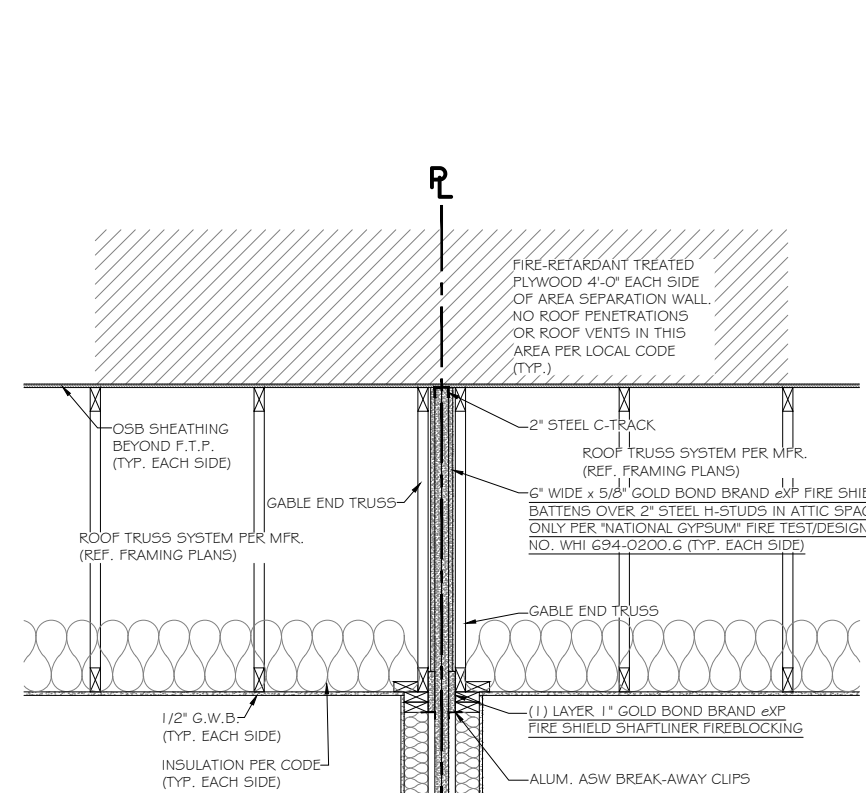 PL
FIRE-RETARDANT TREATED
PLYWOOD 4'-0" EACH SIDE
OF AREA SEPARATION WALL.
NO ROOF PENETRATIONS
OR ROOF VENTS IN THIS
AREA PER LOCAL CODE
(TYP.)
OSB SHEATHING
BEYOND F.T.P.
(TYP. EACH SIDE)
2" STEEL C-TRACK
ROOF TRUSS SYSTEM PER MFR.
(REF. FRAMING PLANS)
GABLE END TRUSS
6" WIDE x 5/8" GOLD BOND BRAND eXP FIRE SHIE
BATTENS OVER 2" STEEL H-STUDS IN ATTIC SPAC
ONLY PER "NATIONAL GYPSUM" FIRE TEST/DESIGN
NO. WHI 694-0200.6 (TYP. EACH SIDE)
ROOF TRUSS SYSTEM PER MFR.
(REF. FRAMING PLANS)
GABLE END TRUSS
1/2" G.W.B.
(TYP. EACH SIDE)
(1) LAYER 1" GOLD BOND BRAND eXP
FIRE SHIELD SHAFTLINER FIREBLOCKING
INSULATION PER CODE
(TYP. EACH SIDE)
ALUM. ASW BREAK-AWAY CLIPS